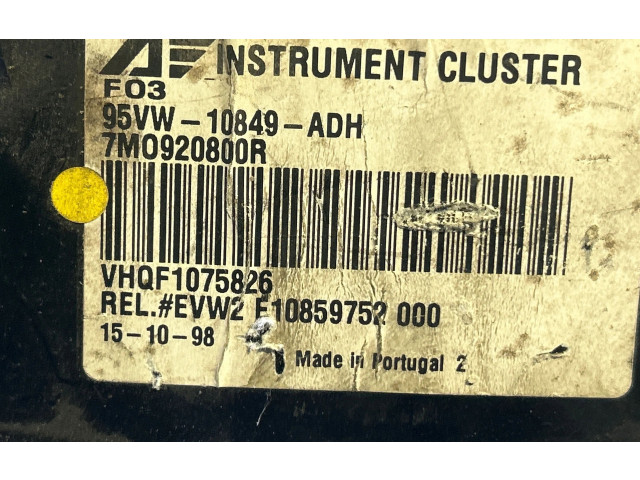 INSTRUMENT CLUSTER
F03
95VW-10849-ADH
7M0920800R
VHQF1075826
REL.#EVW2 E10859752 000
15-10-98
Made in Portugal 2